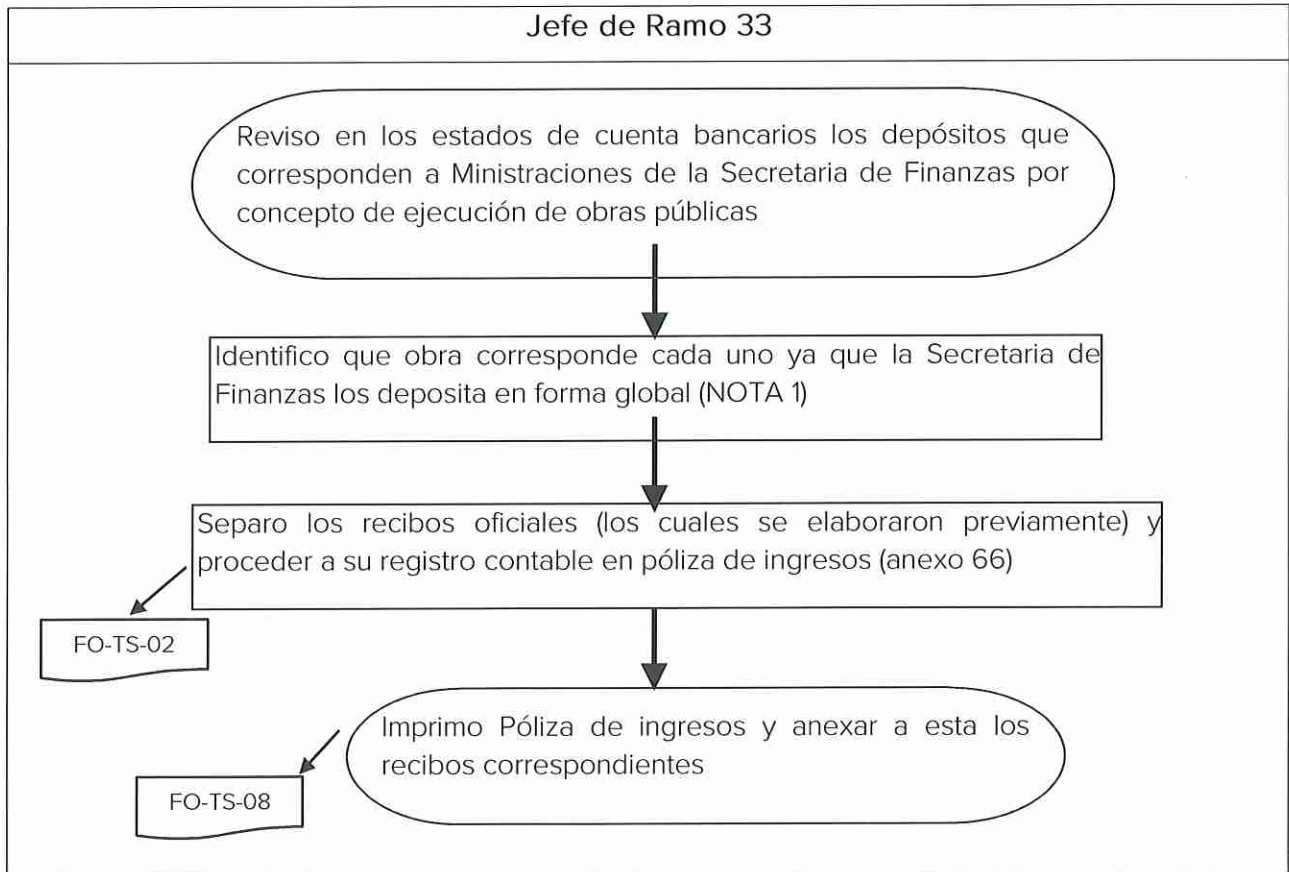 Jefe de Ramo 33
Reviso en los estados de cuenta bancarios los depósitos que
corresponden a Ministraciones de la Secretaria de Finanzas por
concepto de ejecución de obras públicas
Identifico que obra corresponde cada uno ya que la Secretaria de
Finanzas los deposita en forma global (NOTA 1)
Separo los recibos oficiales (los cuales se elaboraron previamente) y
proceder a su registro contable en póliza de ingresos (anexo 66)
FO-TS-02
Imprimo Póliza de ingresos y anexar a esta los
recibos correspondientes
FO-TS-08